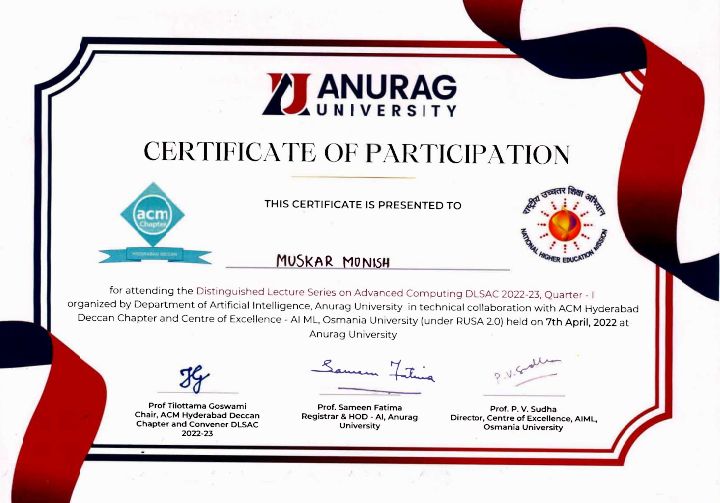 ANURAG
UNIVERSITY
CERTIFICATE OF PARTICIPATION
THIS CERTIFICATE IS PRESENTED TO
acm
Chapter
HYDERABAD DECCAN
राष्ट्रीय उच्चतर शिक्षा अभियान
NATIONAL HIGHER EDUCATION MISSION
MUSKAR MONISH
for attending the Distinguished Lecture Series on Advanced Computing DLSAC 2022-23, Quarter - I
organized by Department of Artificial Intelligence, Anurag University in technical collaboration with ACM Hyderabad
Deccan Chapter and Centre of Excellence - AI ML, Osmania University (under RUSA 2.0) held on 7th April, 2022 at
Anurag University
Sameen Fatima
P.V. Sudha
Prof Tilottama Goswami
Chair, ACM Hyderabad Deccan
Chapter and Convener DLSAC
2022-23
Prof. Sameen Fatima
Registrar & HOD - AI, Anurag
University
Prof. P. V. Sudha
Director, Centre of Excellence, AIML,
Osmania University